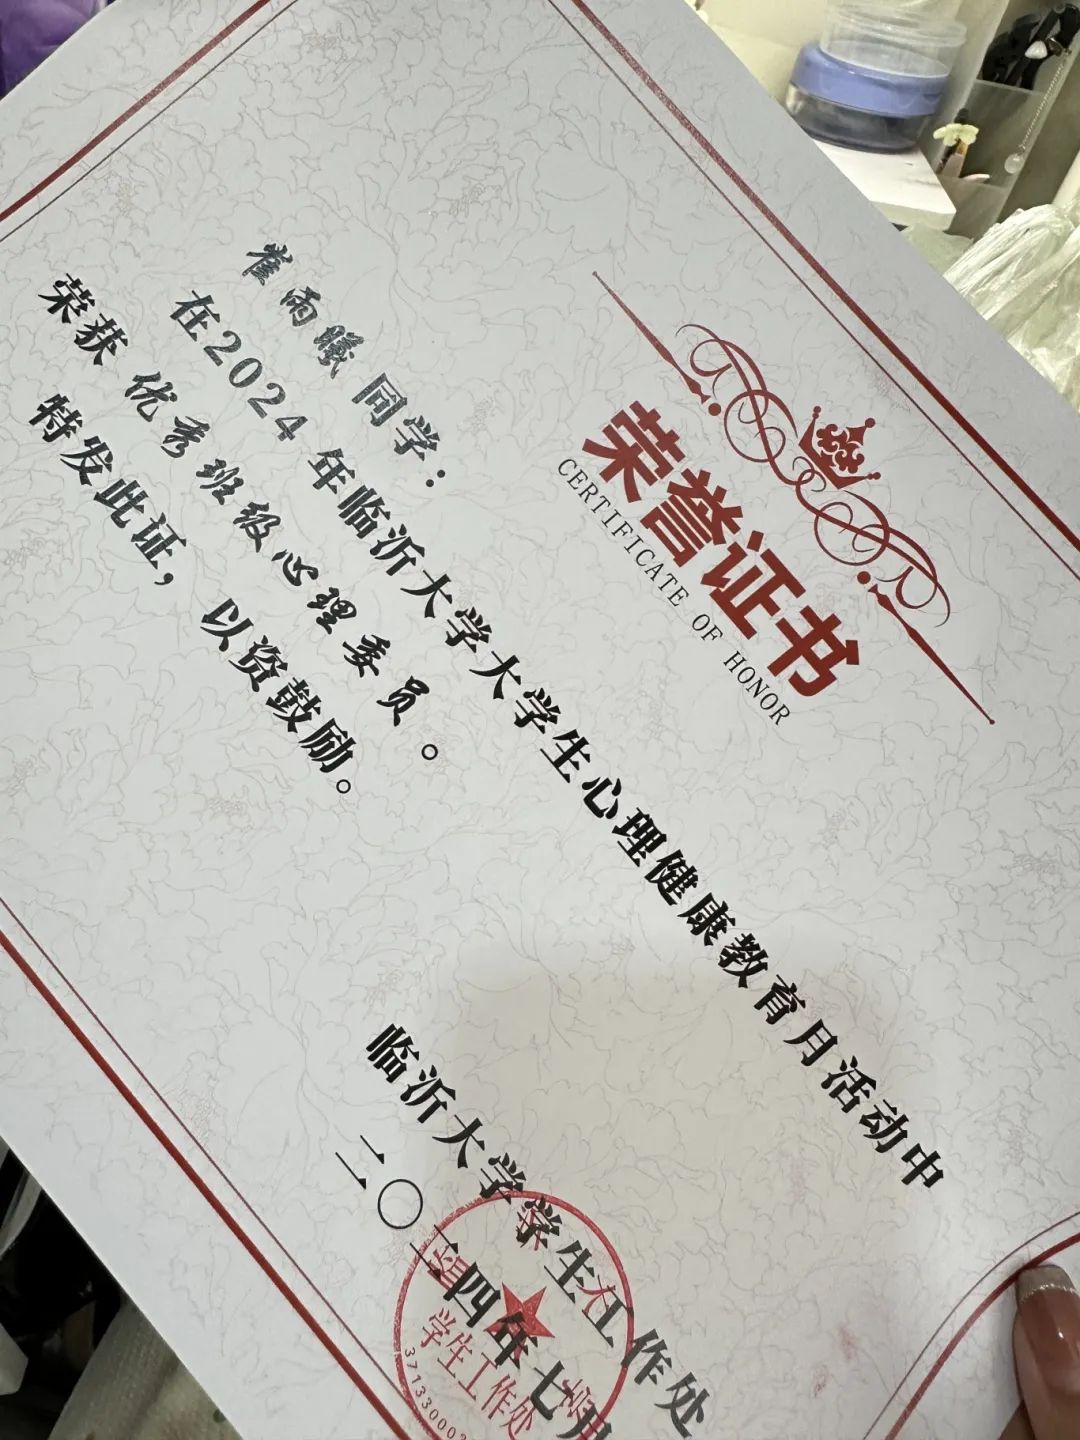 荣誉证书
CERTIFICATE OF HONOR
崔雨曦 同学：
在2024 年临沂大学大学生心理健康教育月活动中
荣获 优秀班级心理委员。
特发此证，以资鼓励。
临沂大学学生工作处
二〇二四年七月
学生工作处
37133000